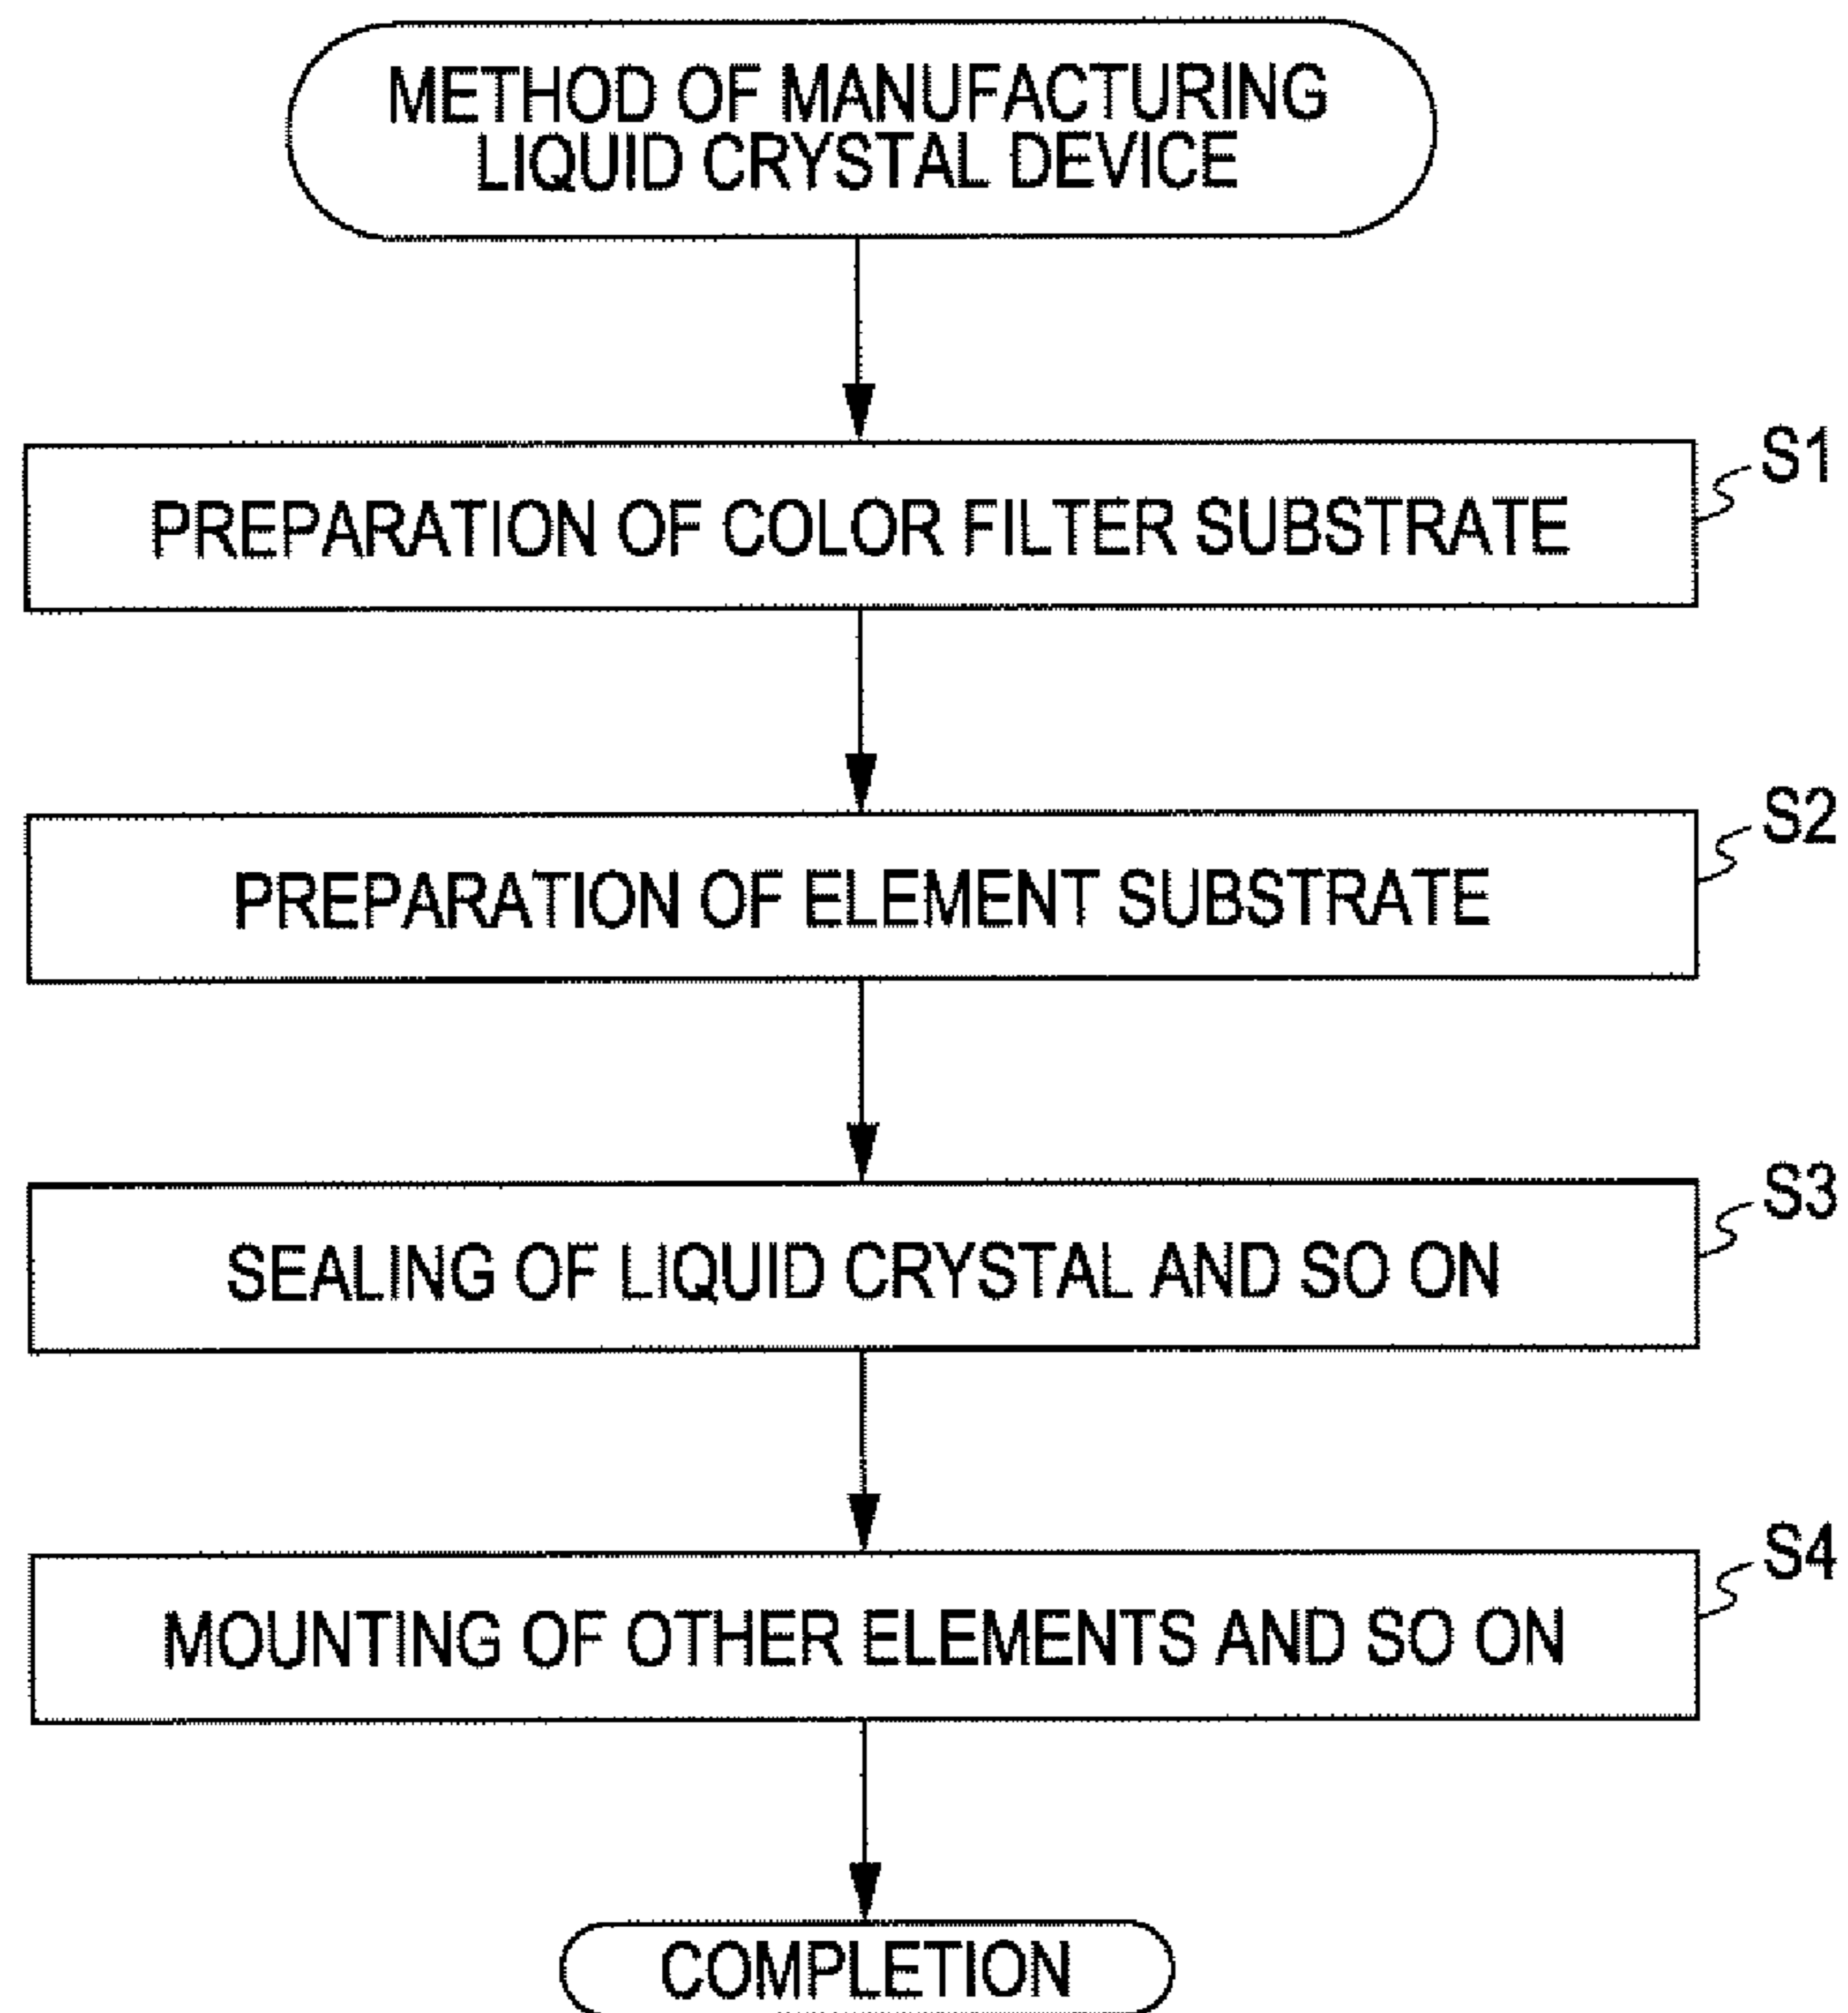 METHOD OF MANUFACTURING
LIQUID CRYSTAL DEVICE
S1
PREPARATION OF COLOR FILTER SUBSTRATE
S2
PREPARATION OF ELEMENT SUBSTRATE
S3
SEALING OF LIQUID CRYSTAL AND SO ON
S4
MOUNTING OF OTHER ELEMENTS AND SO ON
COMPLETION